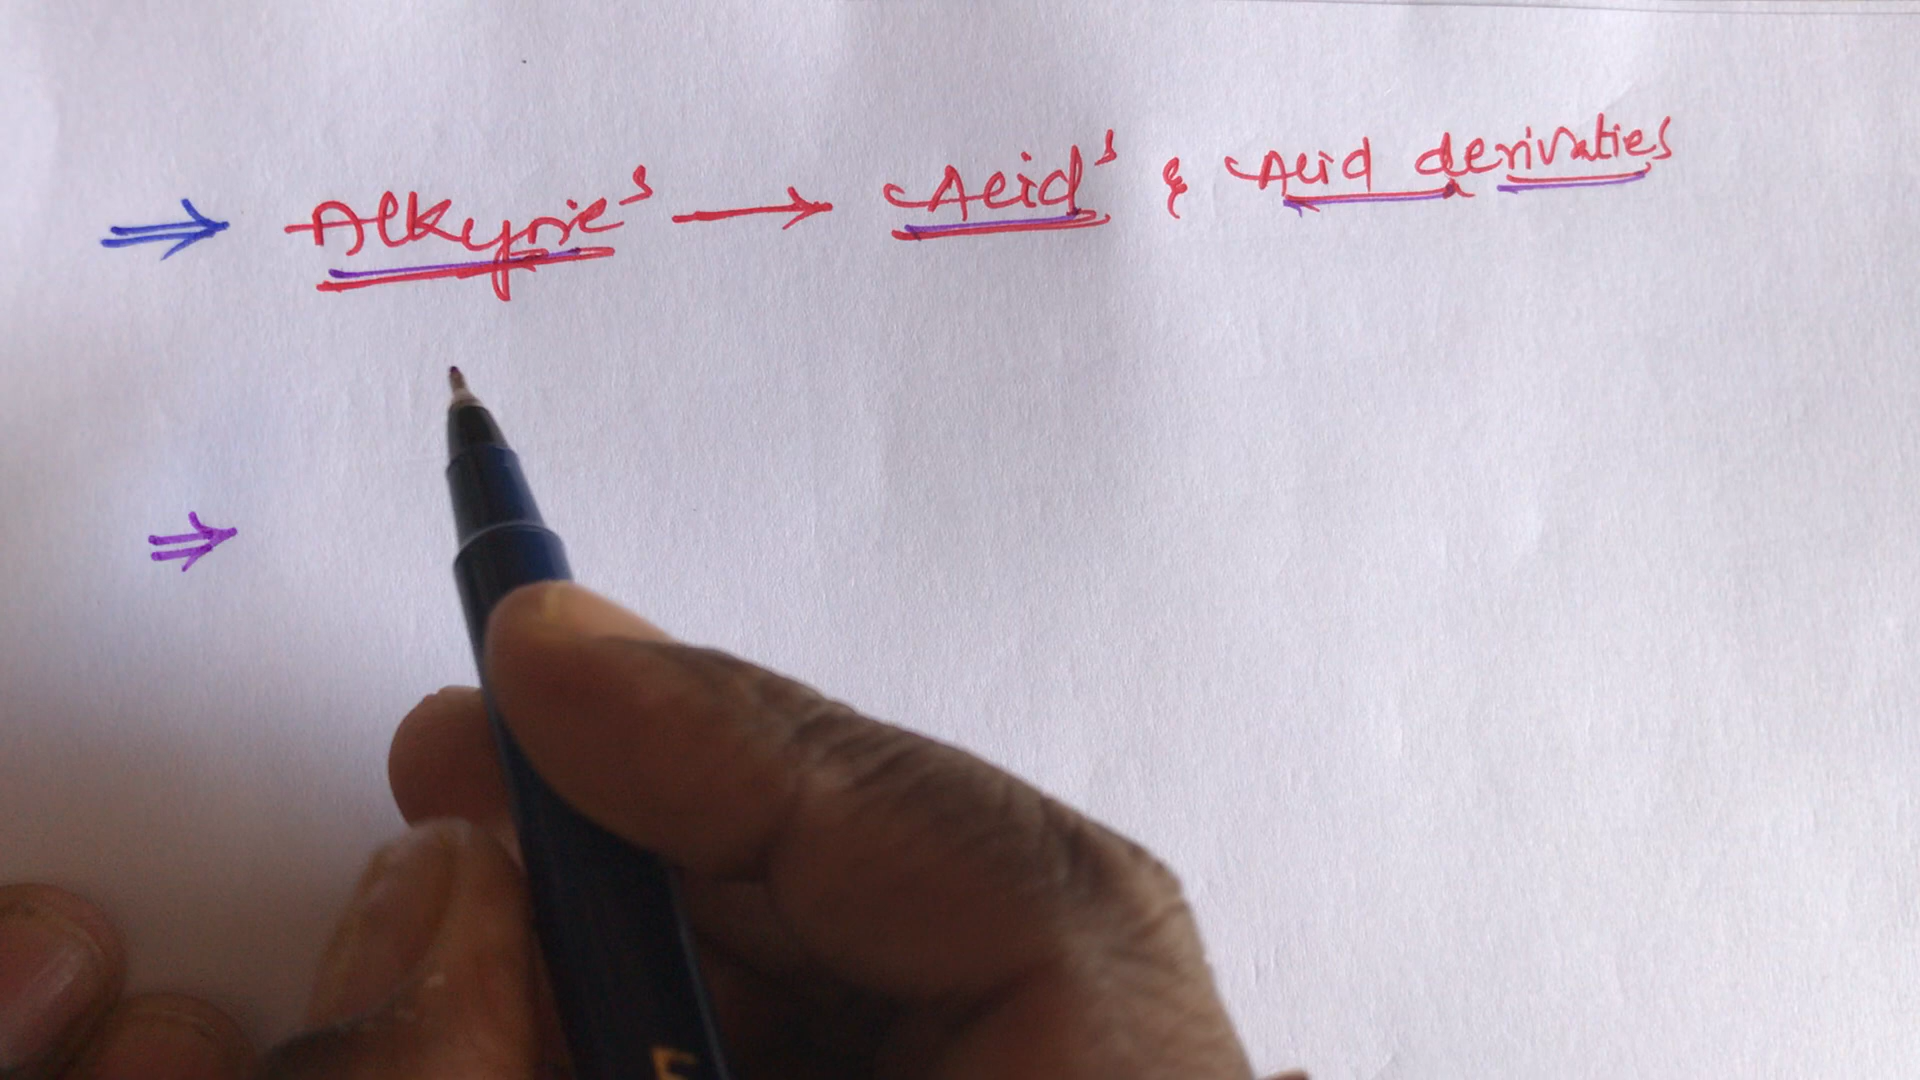 ⇒ Alkyne's → Acid's & Acid derivaties
⇒